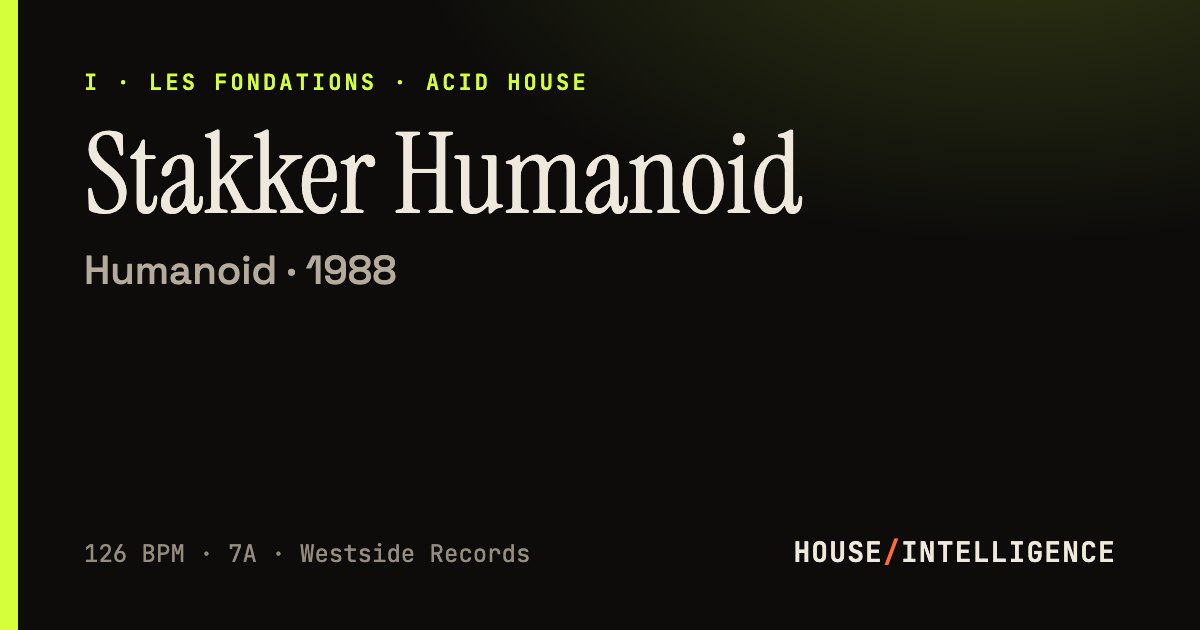 I · LES FONDATIONS · ACID HOUSE
Stakker Humanoid
Humanoid · 1988
126 BPM · 7A · Westside Records
HOUSE/INTELLIGENCE